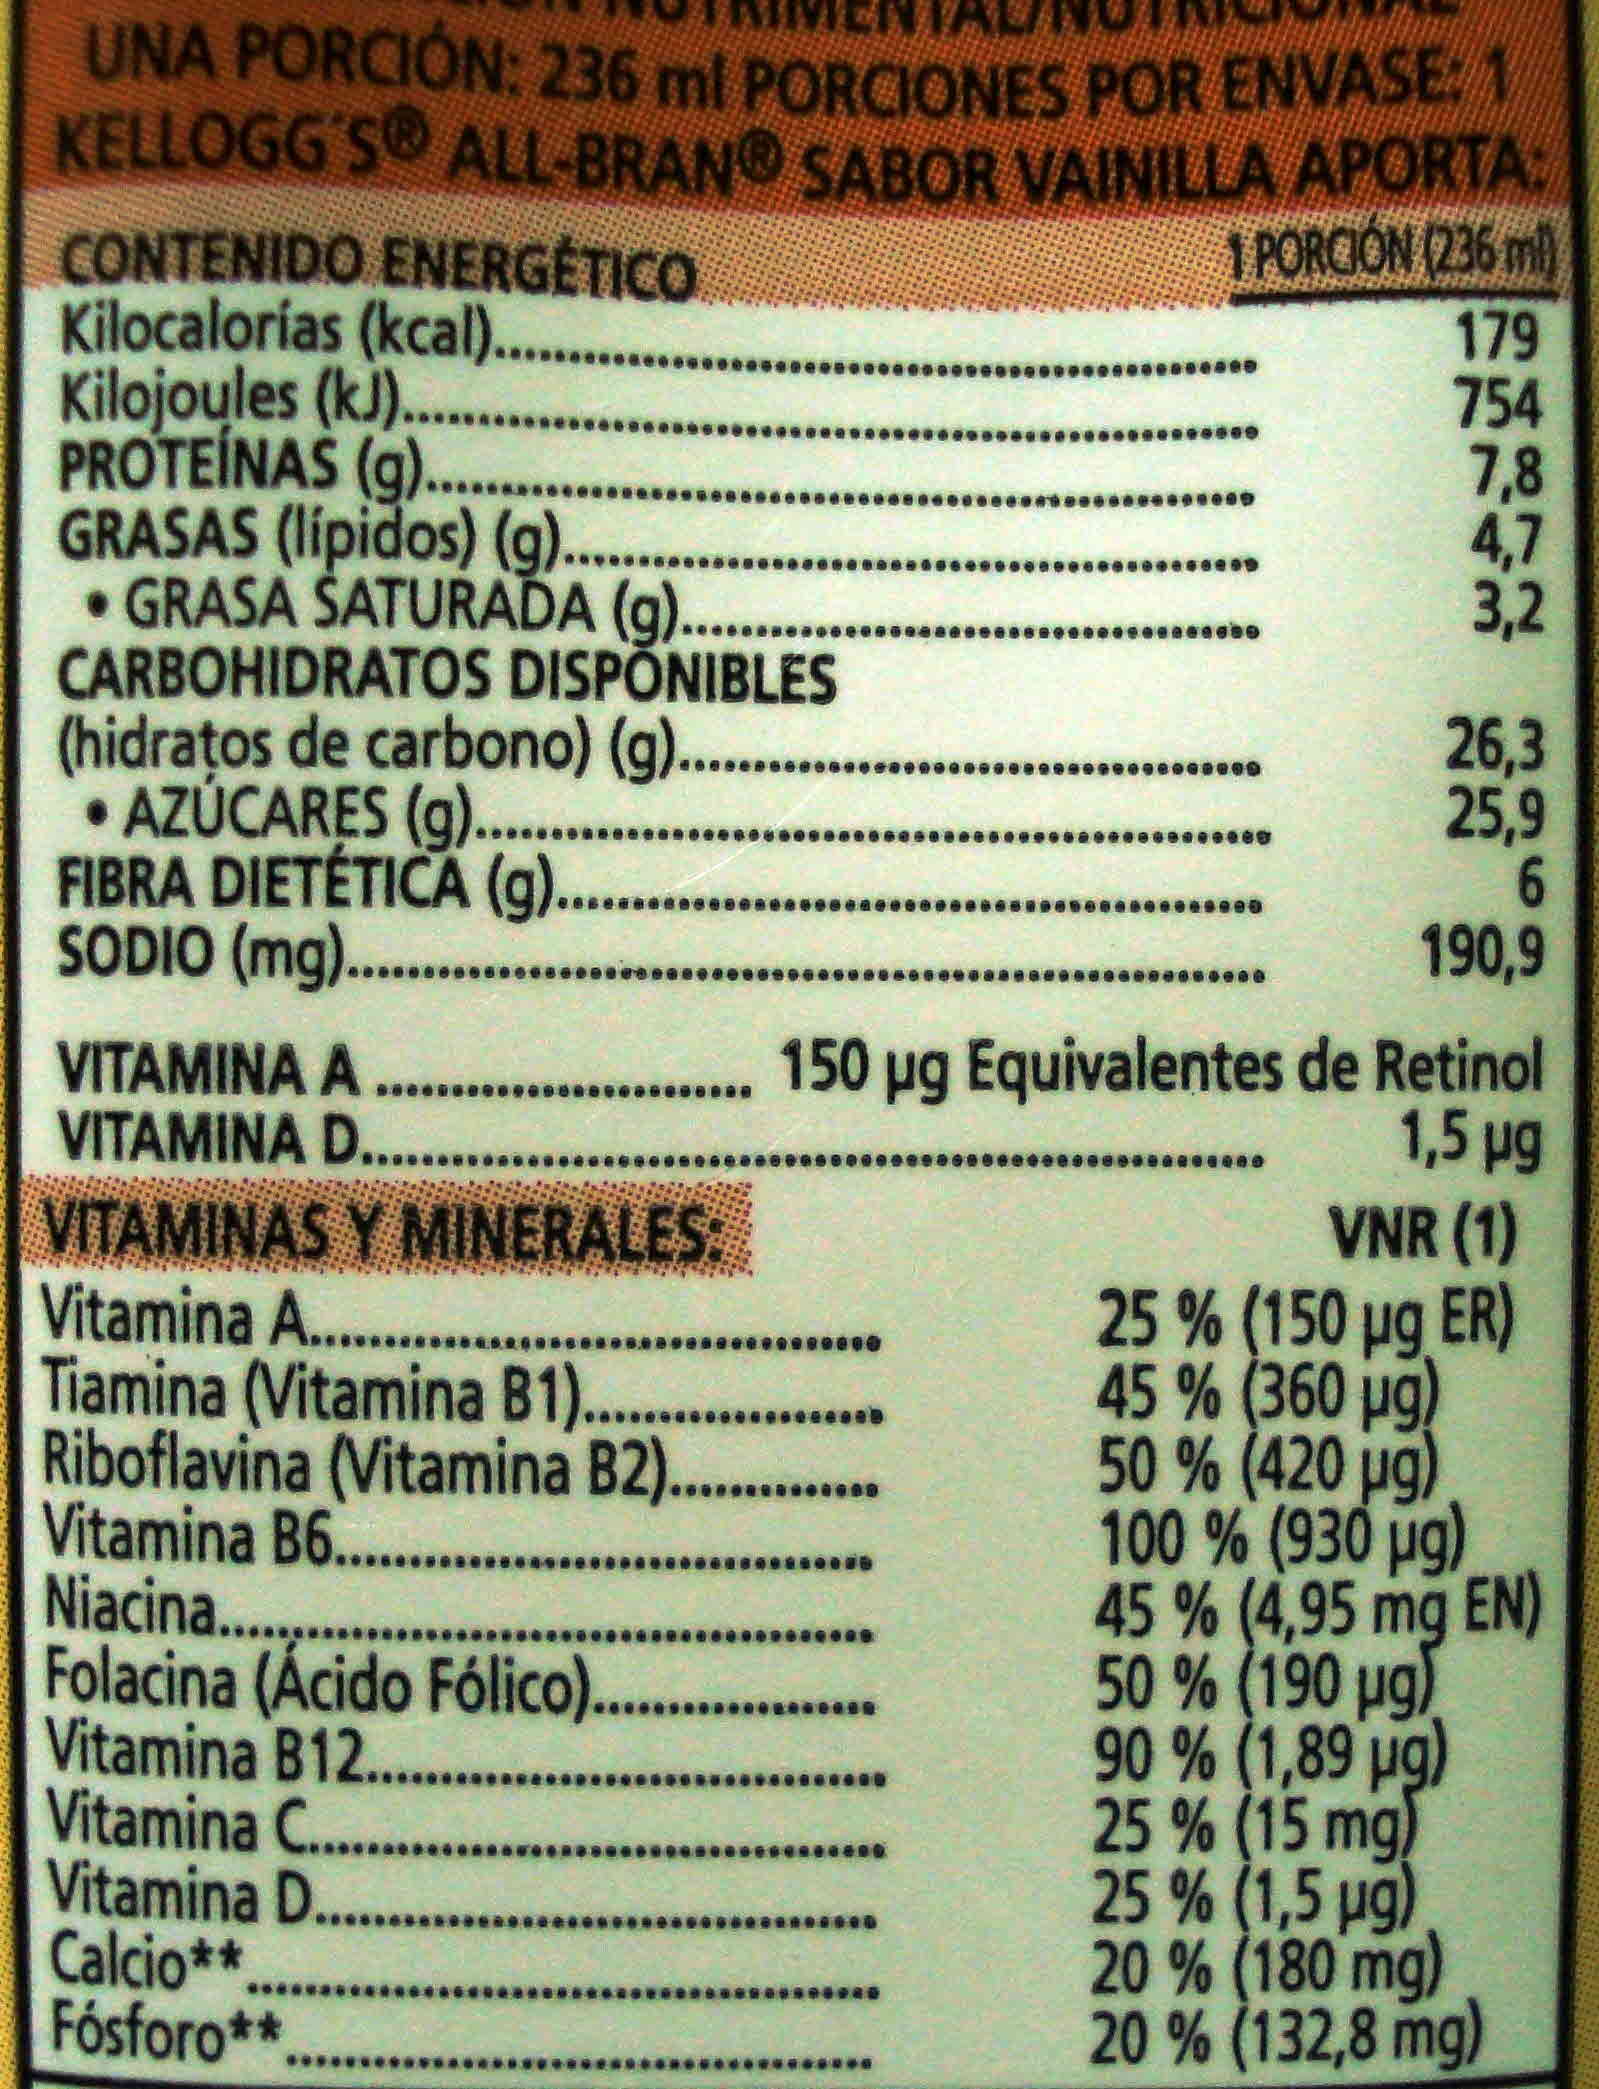 NUTRIMENTAL/NUTRICIONAL
UNA PORCIÓN: 236 ml PORCIONES POR ENVASE: 1
KELLOGG´S® ALL-BRAN® SABOR VAINILLA APORTA:
CONTENIDO ENERGÉTICO 1 PORCIÓN (236 ml)
Kilocalorías (kcal)........ 179
Kilojoules (kJ)........ 754
PROTEÍNAS (g)........ 7,8
GRASAS (lípidos) (g)........ 4,7
• GRASA SATURADA (g)........ 3,2
CARBOHIDRATOS DISPONIBLES
(hidratos de carbono) (g)........ 26,3
• AZÚCARES (g)........ 25,9
FIBRA DIETÉTICA (g)........ 6
SODIO (mg)........ 190,9
VITAMINA A ........ 150 µg Equivalentes de Retinol
VITAMINA D........ 1,5 µg
VITAMINAS Y MINERALES: VNR (1)
Vitamina A........ 25 % (150 µg ER)
Tiamina (Vitamina B1)........ 45 % (360 µg)
Riboflavina (Vitamina B2)........ 50 % (420 µg)
Vitamina B6........ 100 % (930 µg)
Niacina........ 45 % (4,95 mg EN)
Folacina (Ácido Fólico)........ 50 % (190 µg)
Vitamina B12........ 90 % (1,89 µg)
Vitamina C........ 25 % (15 mg)
Vitamina D........ 25 % (1,5 µg)
Calcio**........ 20 % (180 mg)
Fósforo**........ 20 % (132,8 mg)